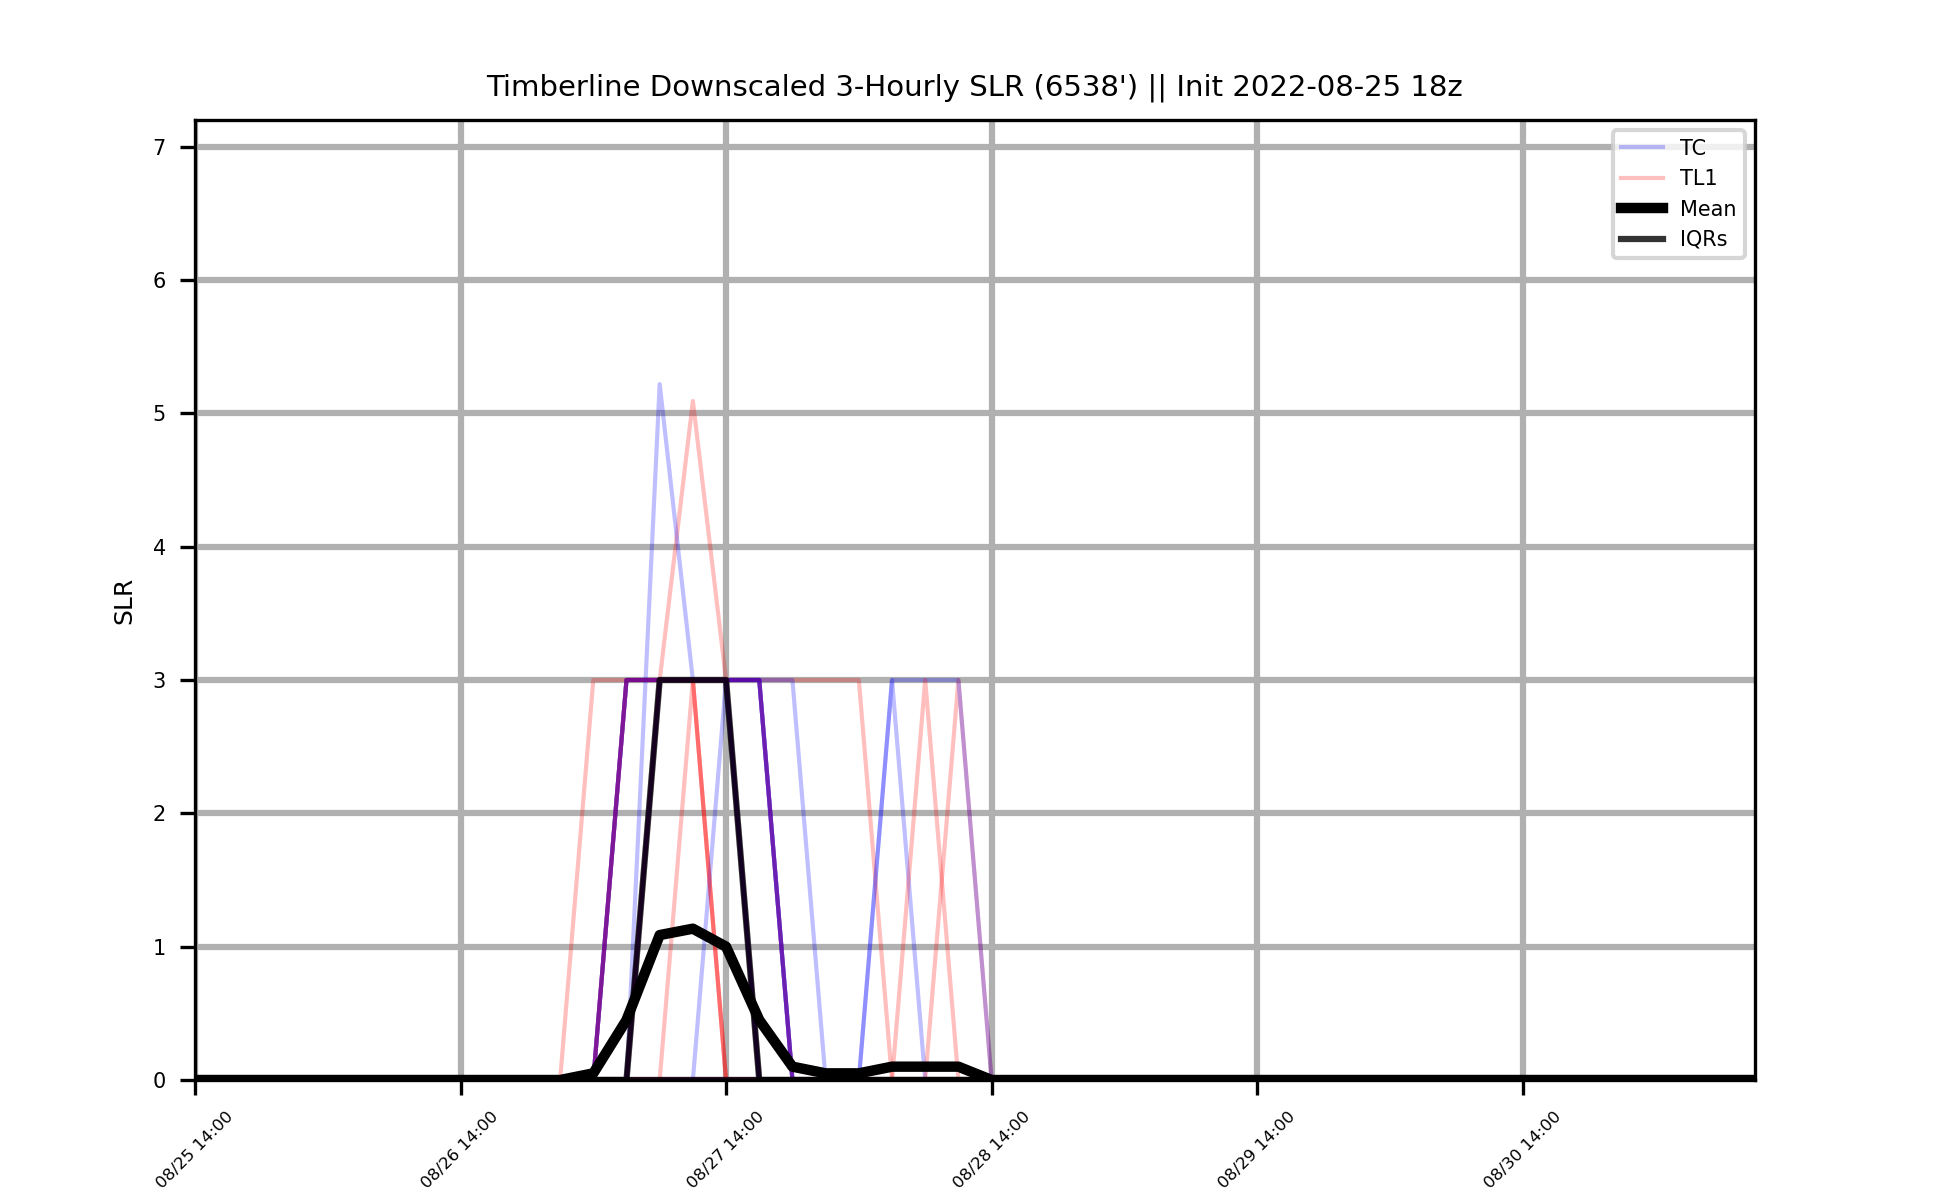 Timberline Downscaled 3-Hourly SLR (6538') || Init 2022-08-25 18z
TC
TL1
Mean
IQRs
7
6
5
4
3
2
1
0
SLR
08/25 14:00
08/26 14:00
08/27 14:00
08/28 14:00
08/29 14:00
08/30 14:00